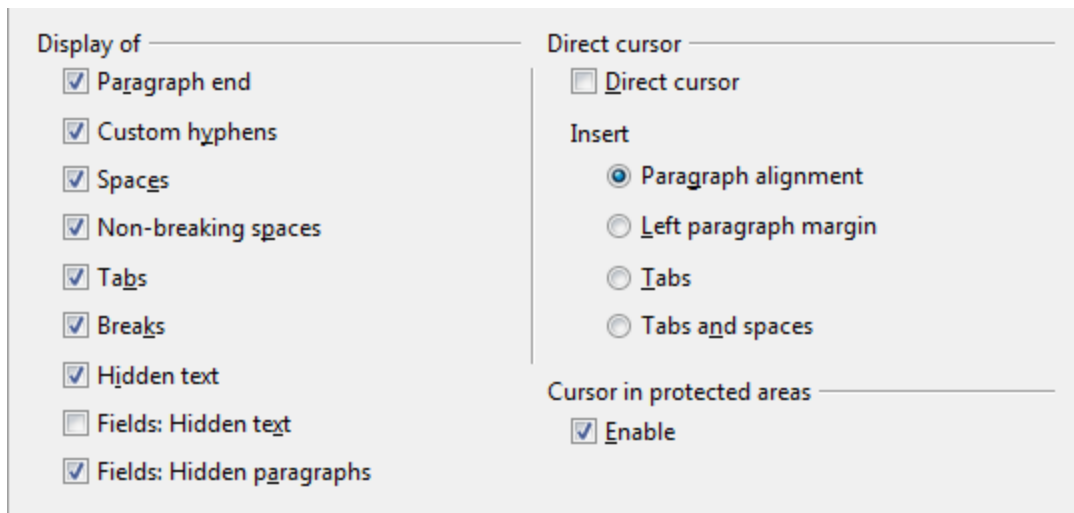 Display of
Paragraph end
Custom hyphens
Spaces
Non-breaking spaces
Tabs
Breaks
Hidden text
Fields: Hidden text
Fields: Hidden paragraphs
Direct cursor
Direct cursor
Insert
Paragraph alignment
Left paragraph margin
Tabs
Tabs and spaces
Cursor in protected areas
Enable